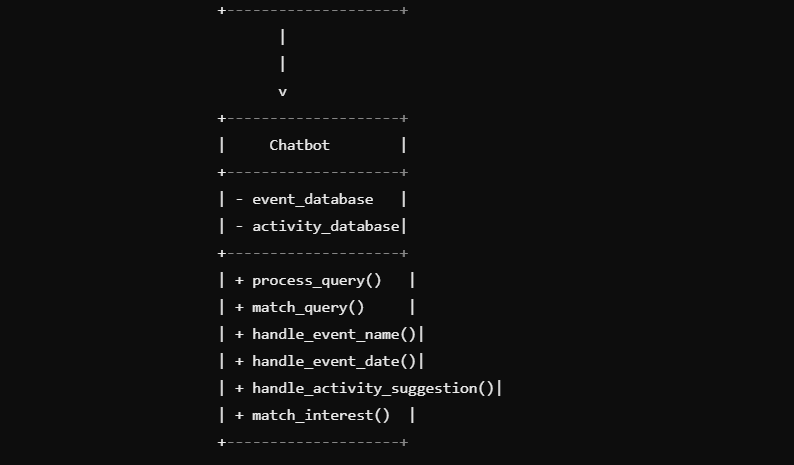 +--------------------+
       |
       |
       v
+--------------------+
|     Chatbot        |
+--------------------+
| - event_database   |
| - activity_database|
+--------------------+
| + process_query()   |
| + match_query()     |
| + handle_event_name()|
| + handle_event_date()|
| + handle_activity_suggestion()|
| + match_interest()  |
+--------------------+